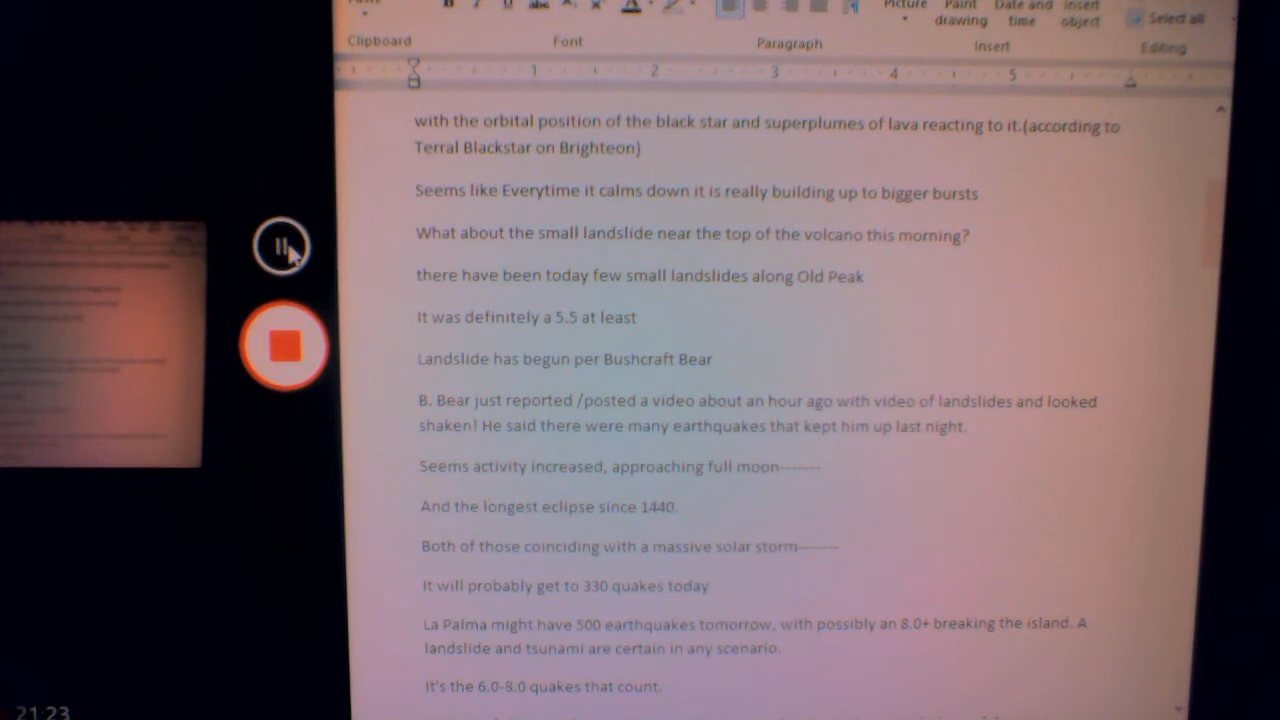 Picture Paint Date and Insert
drawing time object Select all
Clipboard Font Paragraph Insert Editing
1 2 3 4 5
with the orbital position of the black star and superplumes of lava reacting to it.(according to
Terral Blackstar on Brighteon)
Seems like Everytime it calms down it is really building up to bigger bursts
What about the small landslide near the top of the volcano this morning?
there have been today few small landslides along Old Peak
It was definitely a 5.5 at least
Landslide has begun per Bushcraft Bear
B. Bear just reported /posted a video about an hour ago with video of landslides and looked
shaken! He said there were many earthquakes that kept him up last night.
Seems activity increased, approaching full moon-------
And the longest eclipse since 1440.
Both of those coinciding with a massive solar storm-------
It will probably get to 330 quakes today
La Palma might have 500 earthquakes tomorrow, with possibly an 8.0+ breaking the island. A
landslide and tsunami are certain in any scenario.
It's the 6.0-8.0 quakes that count.
21:23